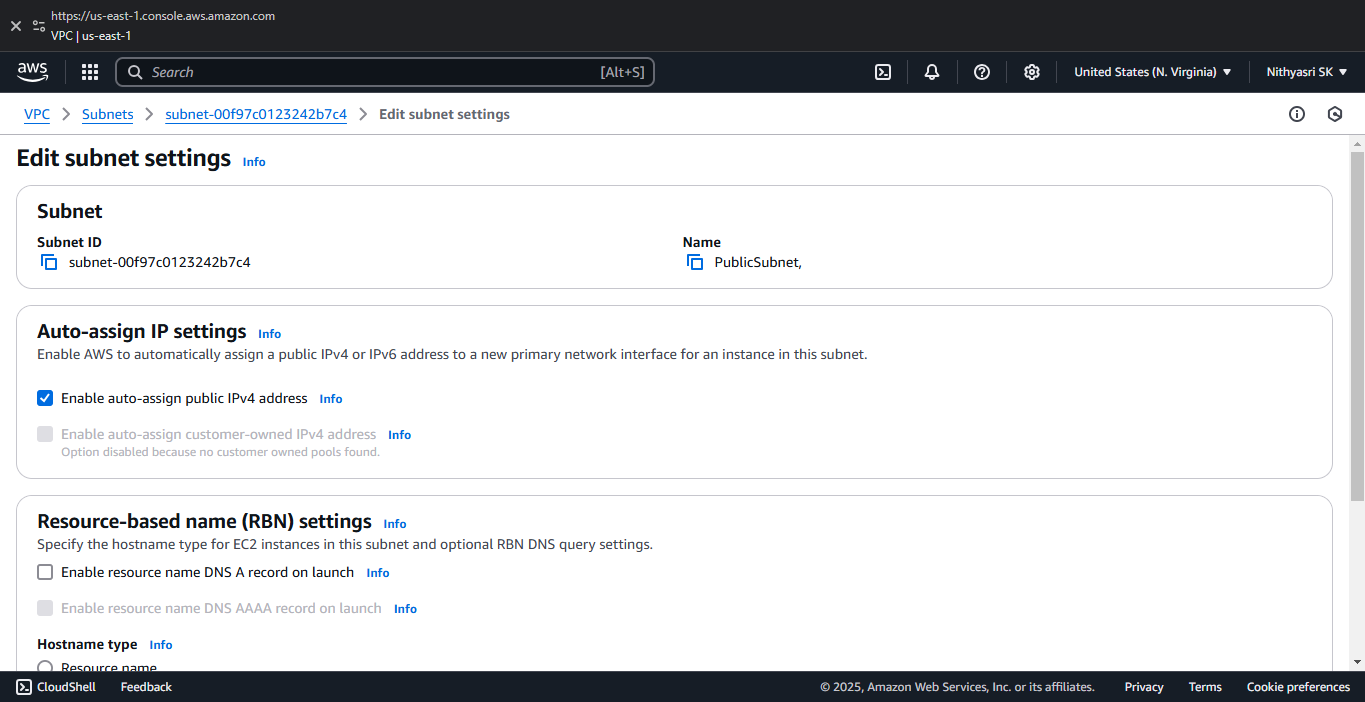 https://us-east-1.console.aws.amazon.com
VPC | us-east-1
aws
Search [Alt+S]
United States (N. Virginia)
Nithyasri SK
VPC > Subnets > subnet-00f97c0123242b7c4 > Edit subnet settings
Edit subnet settings Info
Subnet
Subnet ID
subnet-00f97c0123242b7c4
Name
PublicSubnet,
Auto-assign IP settings Info
Enable AWS to automatically assign a public IPv4 or IPv6 address to a new primary network interface for an instance in this subnet.
Enable auto-assign public IPv4 address Info
Enable auto-assign customer-owned IPv4 address Info
Option disabled because no customer owned pools found.
Resource-based name (RBN) settings Info
Specify the hostname type for EC2 instances in this subnet and optional RBN DNS query settings.
Enable resource name DNS A record on launch Info
Enable resource name DNS AAAA record on launch Info
Hostname type Info
Resource name
CloudShell Feedback © 2025, Amazon Web Services, Inc. or its affiliates. Privacy Terms Cookie preferences